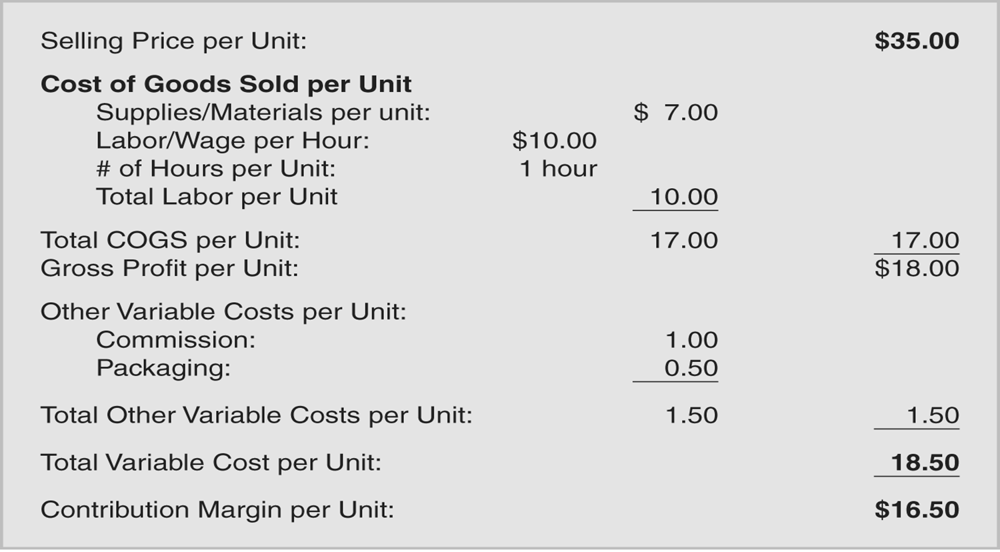 Selling Price per Unit: $35.00
Cost of Goods Sold per Unit
Supplies/Materials per unit: $ 7.00
Labor/Wage per Hour: $10.00
# of Hours per Unit: 1 hour
Total Labor per Unit 10.00
Total COGS per Unit: 17.00 17.00
Gross Profit per Unit: $18.00
Other Variable Costs per Unit:
Commission: 1.00
Packaging: 0.50
Total Other Variable Costs per Unit: 1.50 1.50
Total Variable Cost per Unit: 18.50
Contribution Margin per Unit: $16.50